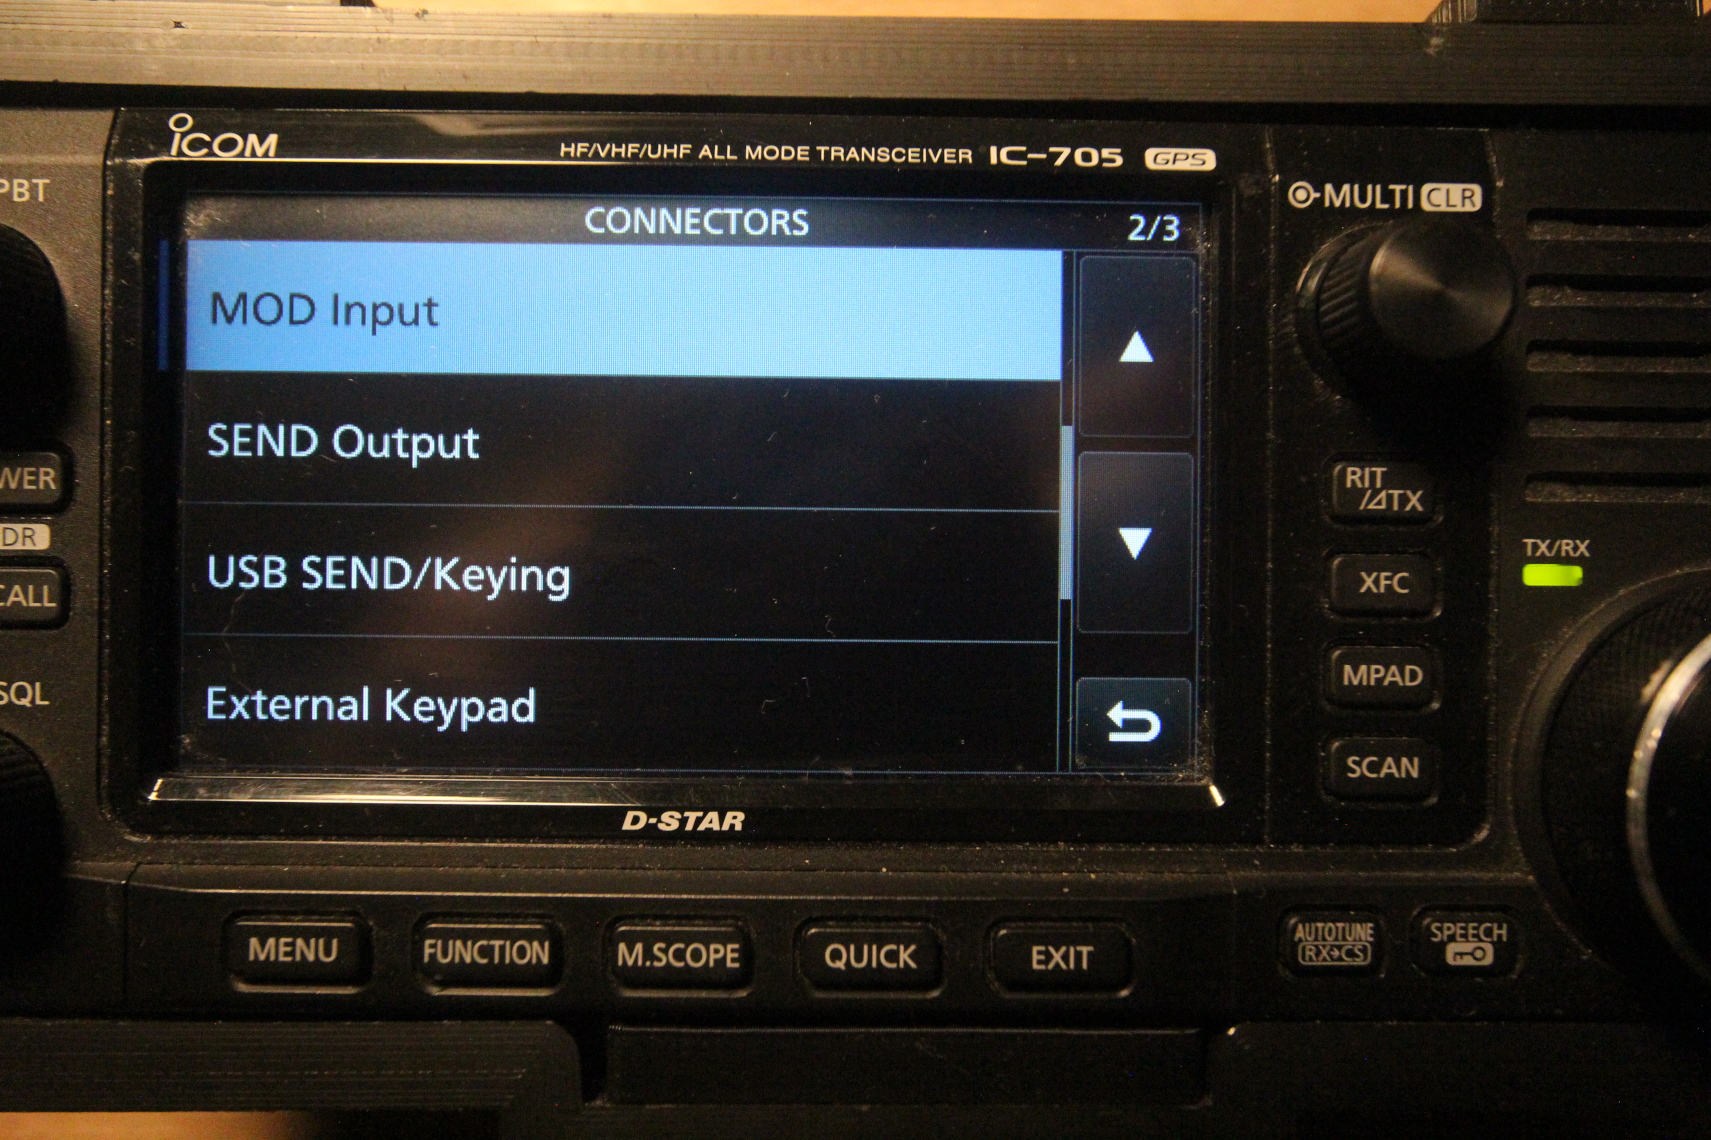 ICOM
HF/VHF/UHF ALL MODE TRANSCEIVER IC-705 GPS
PBT
MULTI CLR
CONNECTORS 2/3
MOD Input
SEND Output
USB SEND/Keying
External Keypad
WER
DR
CALL
SQL
RIT
/⊿TX
XFC
MPAD
SCAN
TX/RX
D-STAR
MENU
FUNCTION
M.SCOPE
QUICK
EXIT
AUTOTUNE
RX→CS
SPEECH